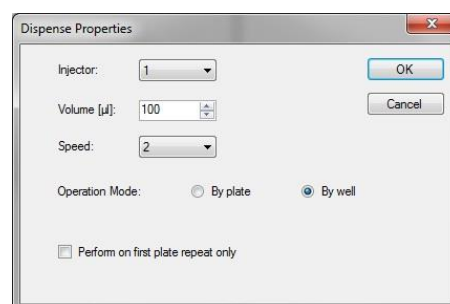 Dispense Properties
Injector: 1 OK
Volume [µl]: 100 Cancel
Speed: 2
Operation Mode: By plate By well
Perform on first plate repeat only